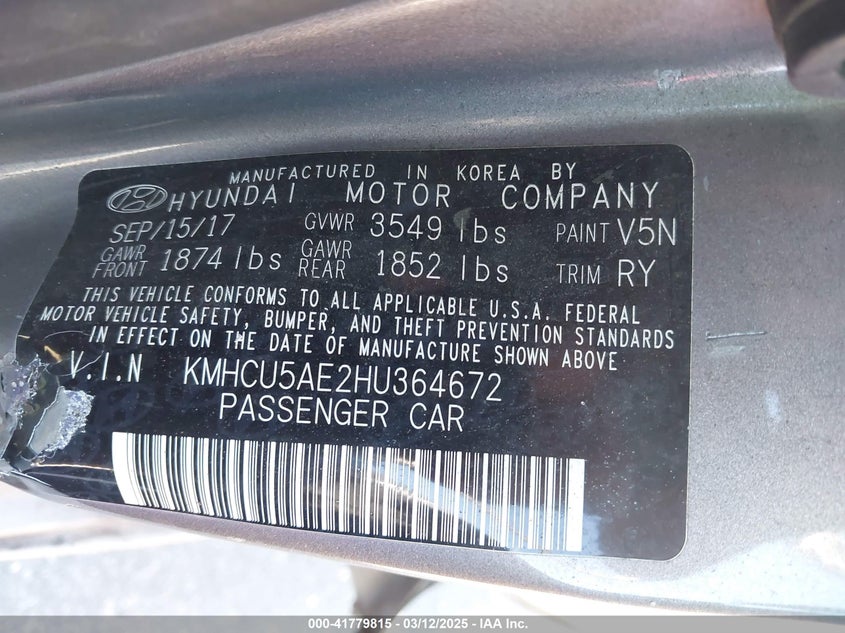 MANUFACTURED IN KOREA BY
HYUNDAI MOTOR COMPANY
SEP/15/17 GVWR 3549 lbs PAINT V5N
GAWR FRONT 1874 lbs GAWR REAR 1852 lbs TRIM RY
THIS VEHICLE CONFORMS TO ALL APPLICABLE U.S.A. FEDERAL
MOTOR VEHICLE SAFETY, BUMPER, AND THEFT PREVENTION STANDARDS
IN EFFECT ON THE DATE OF MANUFACTURE SHOWN ABOVE
V.I.N KMHCU5AE2HU364672
PASSENGER CAR
000-41779815 - 03/12/2025 - IAA Inc.